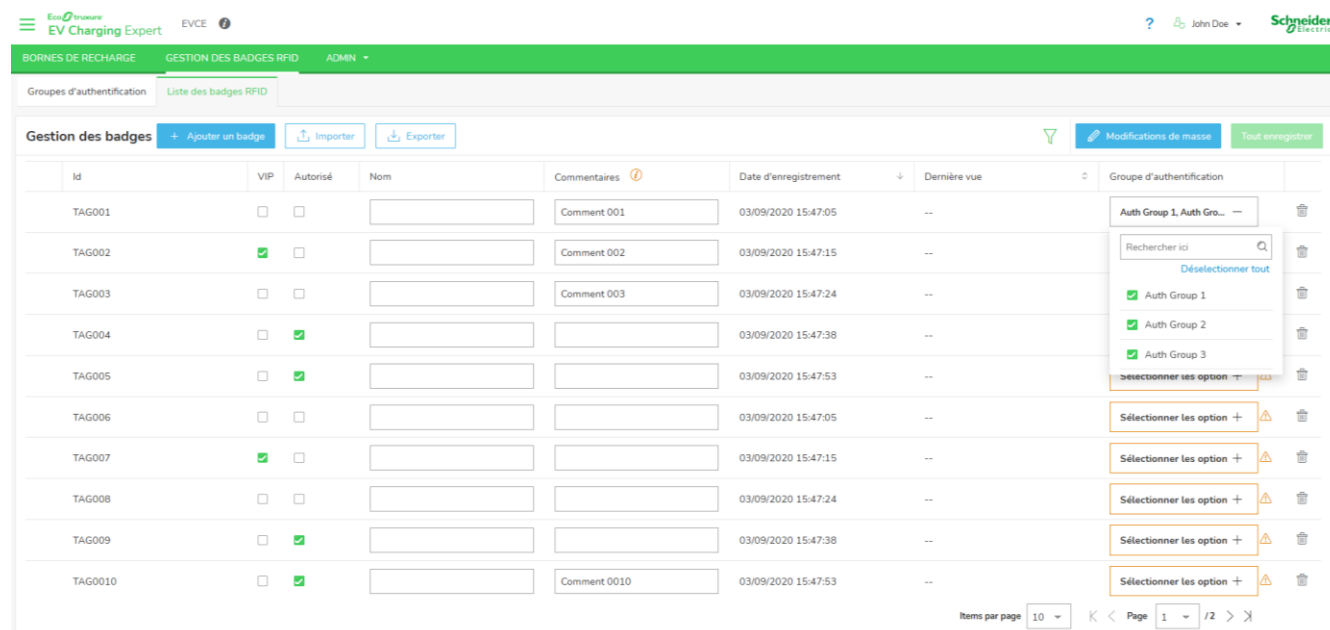 EcoStruxure
EV Charging Expert
EVCE
?
John Doe
Schneider
Electric
BORNES DE RECHARGE GESTION DES BADGES RFID ADMIN
Groupes d'authentification Liste des badges RFID
Gestion des badges + Ajouter un badge Importer Exporter Modifications de masse Tout enregistrer
Id VIP Autorisé Nom Commentaires Date d'enregistrement Dernière vue Groupe d'authentification
TAG001 Comment 001 03/09/2020 15:47:05 -- Auth Group 1, Auth Gro... —
TAG002 Comment 002 03/09/2020 15:47:15 -- Rechercher ici
Déselectionner tout
TAG003 Comment 003 03/09/2020 15:47:24 -- Auth Group 1
TAG004 03/09/2020 15:47:38 -- Auth Group 2
Auth Group 3
TAG005 03/09/2020 15:47:53 -- Sélectionner les option +
TAG006 03/09/2020 15:47:05 -- Sélectionner les option +
TAG007 03/09/2020 15:47:15 -- Sélectionner les option +
TAG008 03/09/2020 15:47:24 -- Sélectionner les option +
TAG009 03/09/2020 15:47:38 -- Sélectionner les option +
TAG0010 Comment 0010 03/09/2020 15:47:53 -- Sélectionner les option +
Items par page 10 Page 1 /2